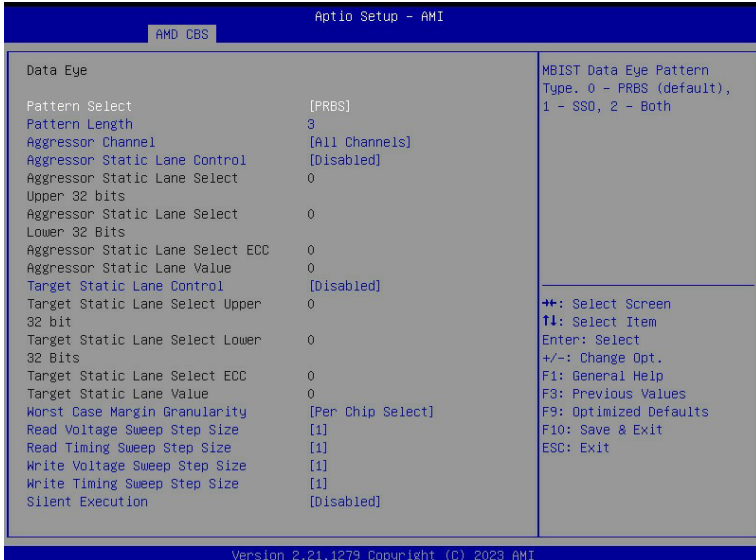 Aptio Setup - AMI
AMD CBS
Data Eye
Pattern Select [PRBS]
Pattern Length 3
Aggressor Channel [All Channels]
Aggressor Static Lane Control [Disabled]
Aggressor Static Lane Select 0
Upper 32 bits
Aggressor Static Lane Select 0
Lower 32 Bits
Aggressor Static Lane Select ECC 0
Aggressor Static Lane Value 0
Target Static Lane Control [Disabled]
Target Static Lane Select Upper 0
32 bit
Target Static Lane Select Lower 0
32 Bits
Target Static Lane Select ECC 0
Target Static Lane Value 0
Worst Case Margin Granularity [Per Chip Select]
Read Voltage Sweep Step Size [1]
Read Timing Sweep Step Size [1]
Write Voltage Sweep Step Size [1]
Write Timing Sweep Step Size [1]
Silent Execution [Disabled]
MBIST Data Eye Pattern
Type. 0 - PRBS (default),
1 - SSO, 2 - Both
→←: Select Screen
↑↓: Select Item
Enter: Select
+/-: Change Opt.
F1: General Help
F3: Previous Values
F9: Optimized Defaults
F10: Save & Exit
ESC: Exit
Version 2.21.1279 Copyright (C) 2023 AMI